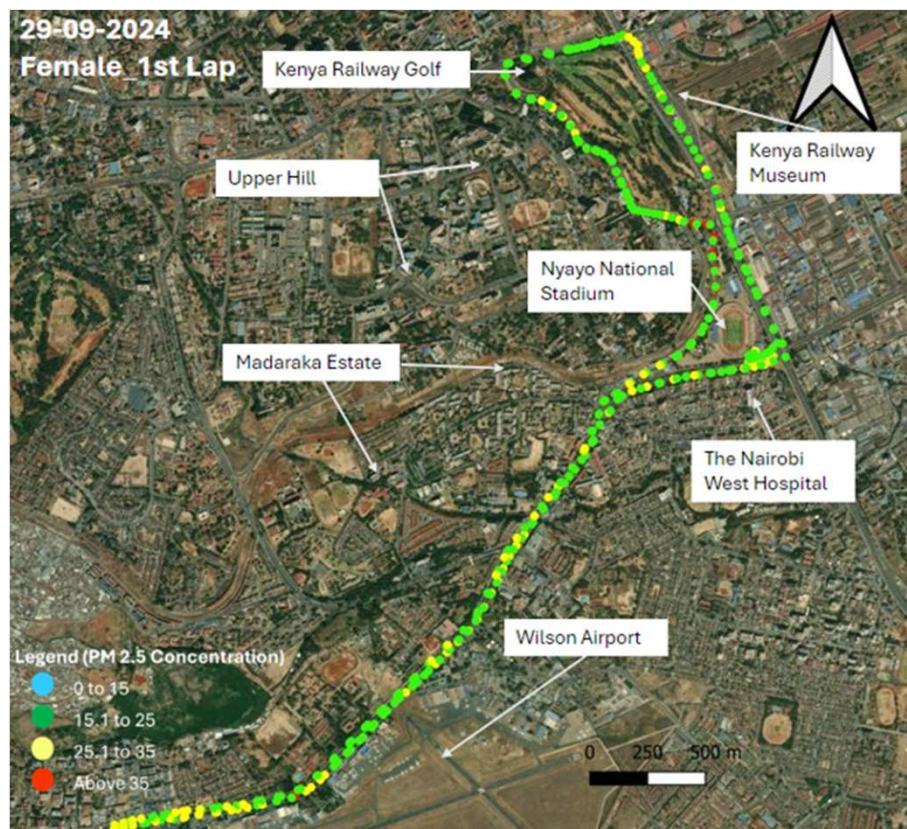 29-09-2024
Female_1st Lap
Kenya Railway Golf
Kenya Railway
Museum
Upper Hill
Nyayo National
Stadium
Madaraka Estate
The Nairobi
West Hospital
Wilson Airport
Legend (PM 2.5 Concentration)
0 to 15
15.1 to 25
25.1 to 35
Above 35
0 250 500 m